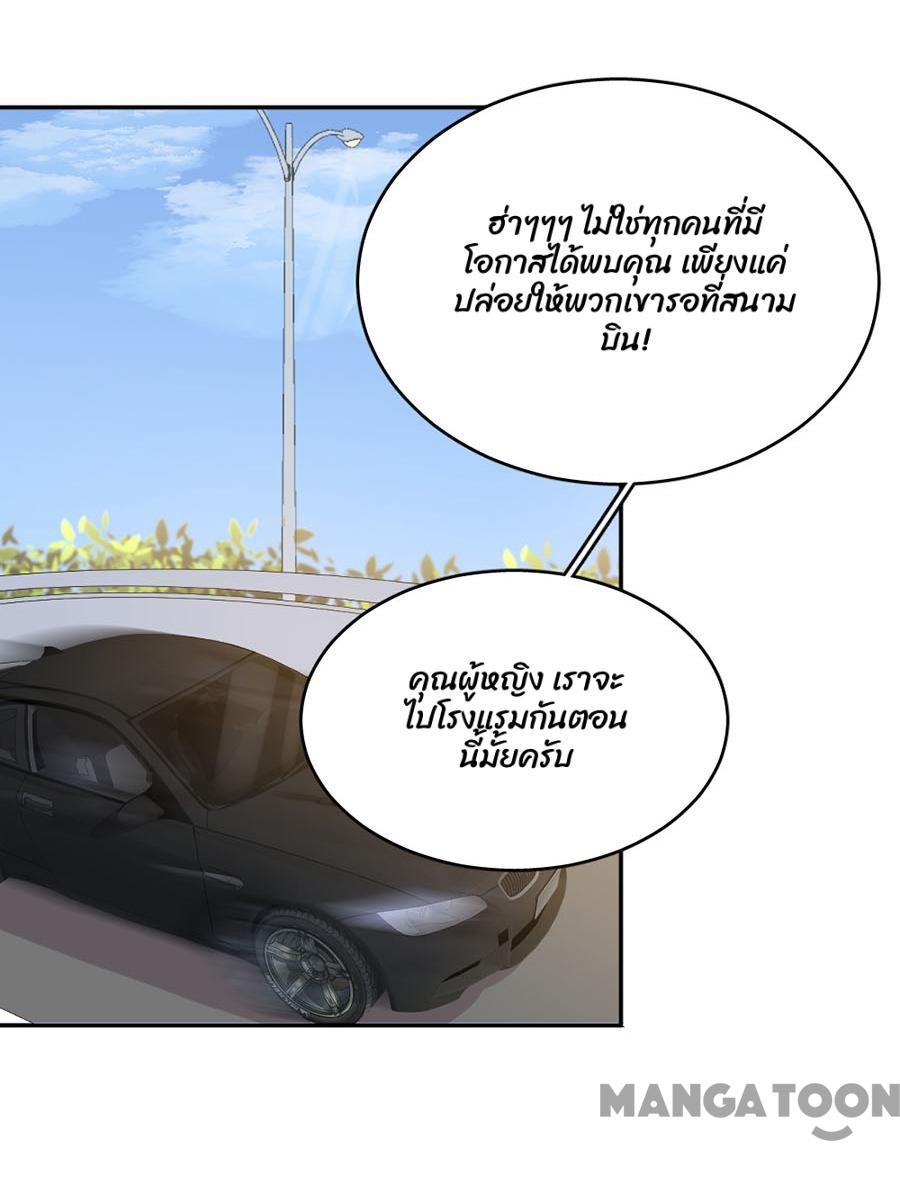 ฮ่าๆๆๆ ไม่ใช่ทุกคนที่มี
โอกาสได้พบคุณ เพียงแค่
ปล่อยให้พวกเขารอที่สนาม
บิน!
คุณผู้หญิง เราจะ
ไปโรงแรมกันตอน
นี้มั้ยครับ
MANGATOON